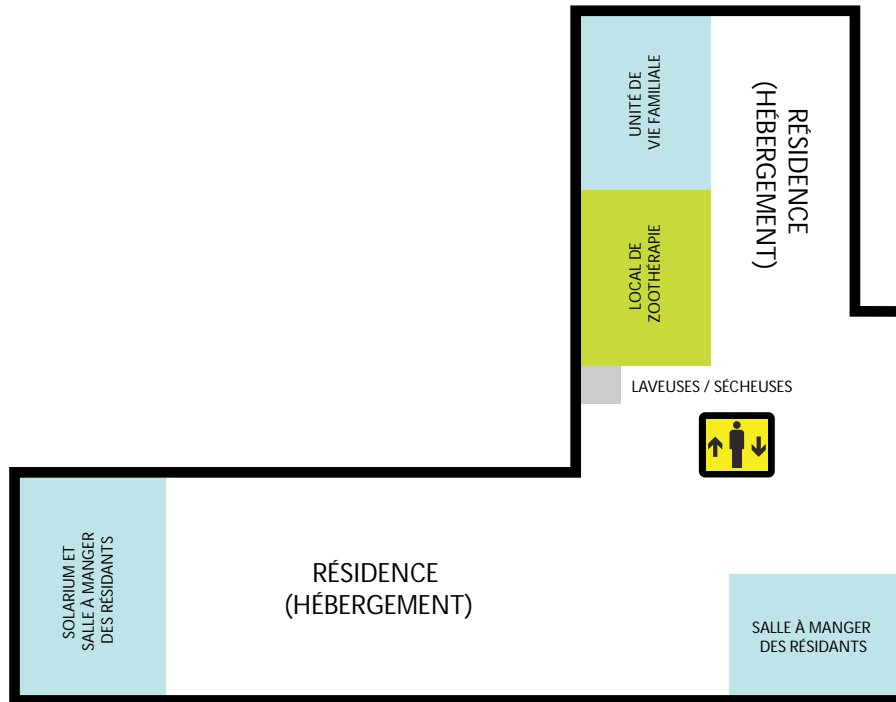 UNITÉ DE
VIE FAMILIALE
RÉSIDENCE
(HÉBERGEMENT)
LOCAL DE
ZOOTHÉRAPIE
LAVEUSES / SÉCHEUSES
SOLARIUM ET
SALLE À MANGER
DES RÉSIDANTS
RÉSIDENCE
(HÉBERGEMENT)
SALLE À MANGER
DES RÉSIDANTS